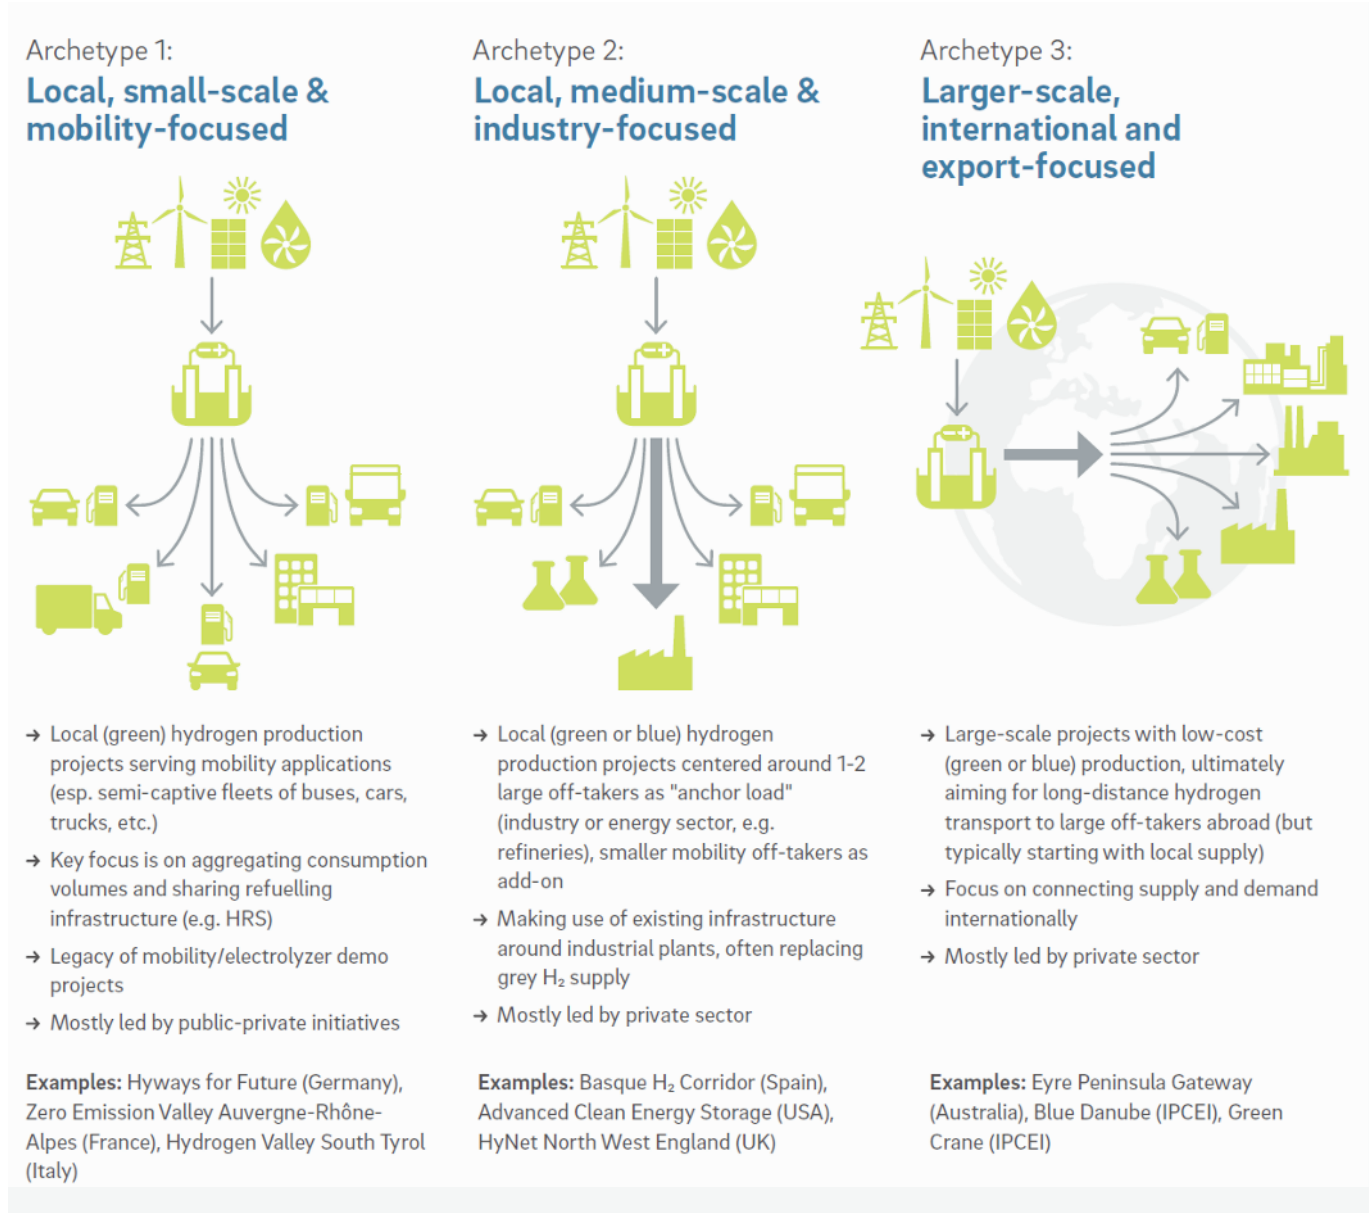 Archetype 1:
Local, small-scale &
mobility-focused
→ Local (green) hydrogen production
projects serving mobility applications
(esp. semi-captive fleets of buses, cars,
trucks, etc.)
→ Key focus is on aggregating consumption
volumes and sharing refuelling
infrastructure (e.g. HRS)
→ Legacy of mobility/electrolyzer demo
projects
→ Mostly led by public-private initiatives
Examples: Hyways for Future (Germany),
Zero Emission Valley Auvergne-Rhône-
Alpes (France), Hydrogen Valley South Tyrol
(Italy)
Archetype 2:
Local, medium-scale &
industry-focused
→ Local (green or blue) hydrogen
production projects centered around 1-2
large off-takers as "anchor load"
(industry or energy sector, e.g.
refineries), smaller mobility off-takers as
add-on
→ Making use of existing infrastructure
around industrial plants, often replacing
grey H₂ supply
→ Mostly led by private sector
Examples: Basque H₂ Corridor (Spain),
Advanced Clean Energy Storage (USA),
HyNet North West England (UK)
Archetype 3:
Larger-scale,
international and
export-focused
→ Large-scale projects with low-cost
(green or blue) production, ultimately
aiming for long-distance hydrogen
transport to large off-takers abroad (but
typically starting with local supply)
→ Focus on connecting supply and demand
internationally
→ Mostly led by private sector
Examples: Eyre Peninsula Gateway
(Australia), Blue Danube (IPCEI), Green
Crane (IPCEI)